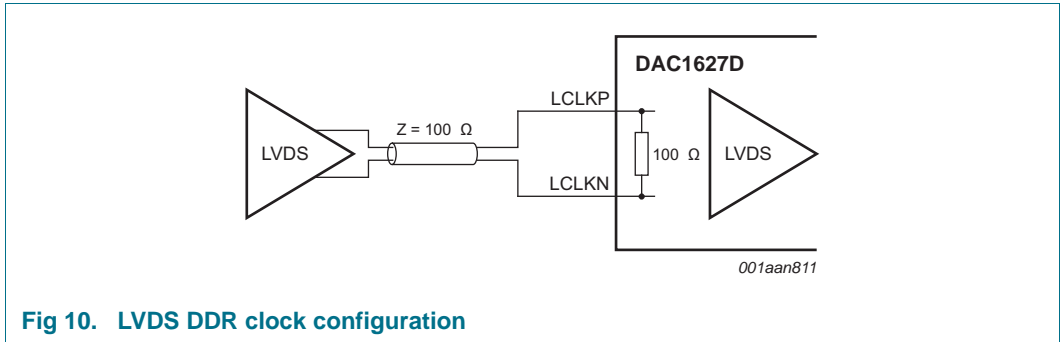 DAC1627D
LCLKP
Z = 100 Ω
LVDS
100 Ω
LVDS
LCLKN
001aan811
Fig 10. LVDS DDR clock configuration